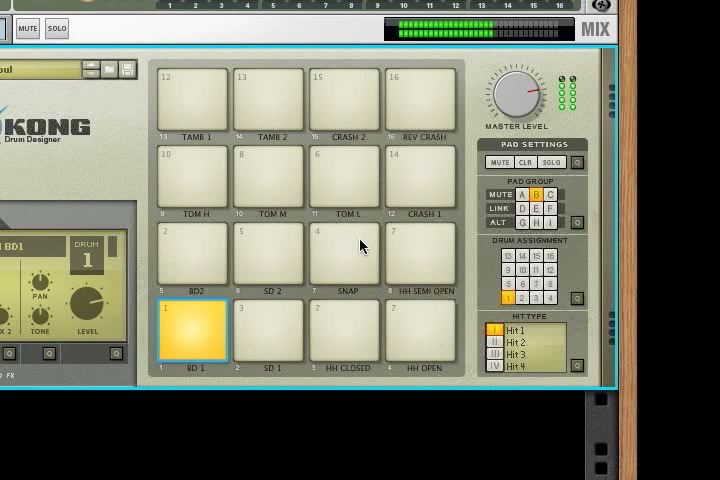 1 2 3 4 5 6 7 8 9 10 11 12 13 14 15 16
MUTE SOLO
MIX
oul
KONG
Drum Designer
12 13 15 16
13 TAMB 1 14 TAMB 2 15 CRASH 2 16 REV CRASH
10 8 6 14
9 TOM H 10 TOM M 11 TOM L 12 CRASH 1
2 5 4 7
5 BD2 6 SD 2 7 SNAP 8 HH SEMI OPEN
1 3 7 7
1 BD 1 2 SD 1 3 HH CLOSED 4 HH OPEN
BD1
DRUM
1
PAN
X 2 TONE LEVEL
Q Q Q
FX
MASTER LEVEL
PAD SETTINGS
MUTE CLR SOLO Q
PAD GROUP
MUTE A B C
LINK D E F
ALT G H I Q
DRUM ASSIGNMENT
13 14 15 16
9 10 11 12
5 6 7 8
1 2 3 4 Q
HIT TYPE
I Hit 1
II Hit 2
III Hit 3
IV Hit 4 Q